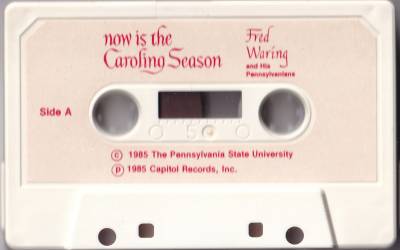 now is the
Caroling Season
Fred
Waring
and His
Pennsylvanians
Side A
50
© 1985 The Pennsylvania State University
℗ 1985 Capitol Records, Inc.